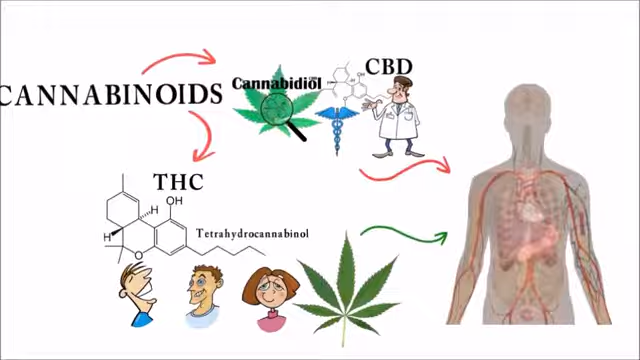 CANNABINOIDS
Cannabidiol
CBD
THC
OH
H
H
O
Tetrahydrocannabinol